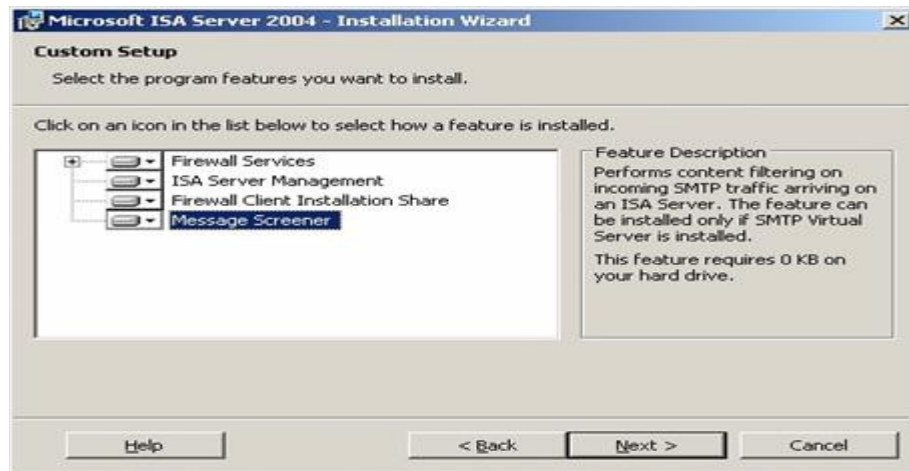 Microsoft ISA Server 2004 - Installation Wizard
Custom Setup
Select the program features you want to install.
Click on an icon in the list below to select how a feature is installed.
Firewall Services
ISA Server Management
Firewall Client Installation Share
Message Screener
Feature Description
Performs content filtering on
incoming SMTP traffic arriving on
an ISA Server. The feature can
be installed only if SMTP Virtual
Server is installed.
This feature requires 0 KB on
your hard drive.
Help
< Back
Next >
Cancel